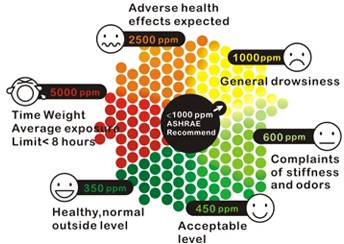 Adverse health
effects expected
2500 ppm
1000 ppm
General drowsiness
5000 ppm
Time Weight
Average exposure
Limit< 8 hours
<1000 ppm
ASHRAE
Recommend
600 ppm
Complaints
of stiffness
and odors
350 ppm
Healthy,normal
outside level
450 ppm
Acceptable
level